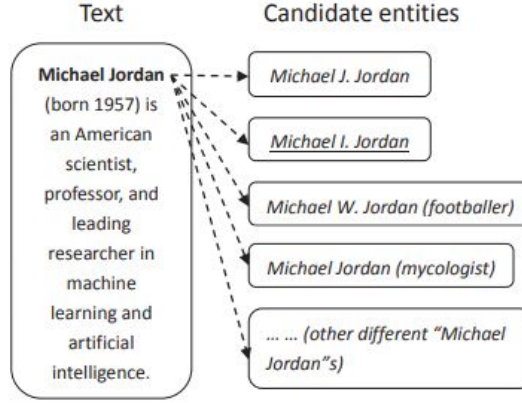 Text
Candidate entities
Michael Jordan
(born 1957) is
an American
scientist,
professor, and
leading
researcher in
machine
learning and
artificial
intelligence.
Michael J. Jordan
Michael I. Jordan
Michael W. Jordan (footballer)
Michael Jordan (mycologist)
... ... (other different “Michael
Jordan”s)